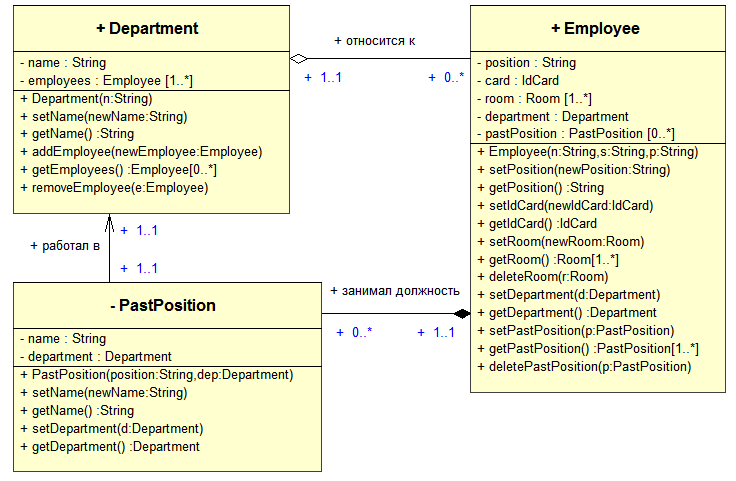 + Department
- name : String
- employees : Employee [1..*]
+ Department(n:String)
+ setName(newName:String)
+ getName() :String
+ addEmployee(newEmployee:Employee)
+ getEmployees() :Employee[0..*]
+ removeEmployee(e:Employee)
+ относится к
+ 1..1
+ 0..*
+ Employee
- position : String
- card : IdCard
- room : Room [1..*]
- department : Department
- pastPosition : PastPosition [0..*]
+ Employee(n:String,s:String,p:String)
+ setPosition(newPosition:String)
+ getPosition() :String
+ setIdCard(newIdCard:IdCard)
+ getIdCard() :IdCard
+ setRoom(newRoom:Room)
+ getRoom() :Room[1..*]
+ deleteRoom(r:Room)
+ setDepartment(d:Department)
+ getDepartment() :Department
+ setPastPosition(p:PastPosition)
+ getPastPosition() :PastPosition[1..*]
+ deletePastPosition(p:PastPosition)
+ 1..1
+ работал в
+ 1..1
+ занимал должность
+ 0..*
+ 1..1
- PastPosition
- name : String
- department : Department
+ PastPosition(position:String,dep:Department)
+ setName(newName:String)
+ getName() :String
+ setDepartment(d:Department)
+ getDepartment() :Department